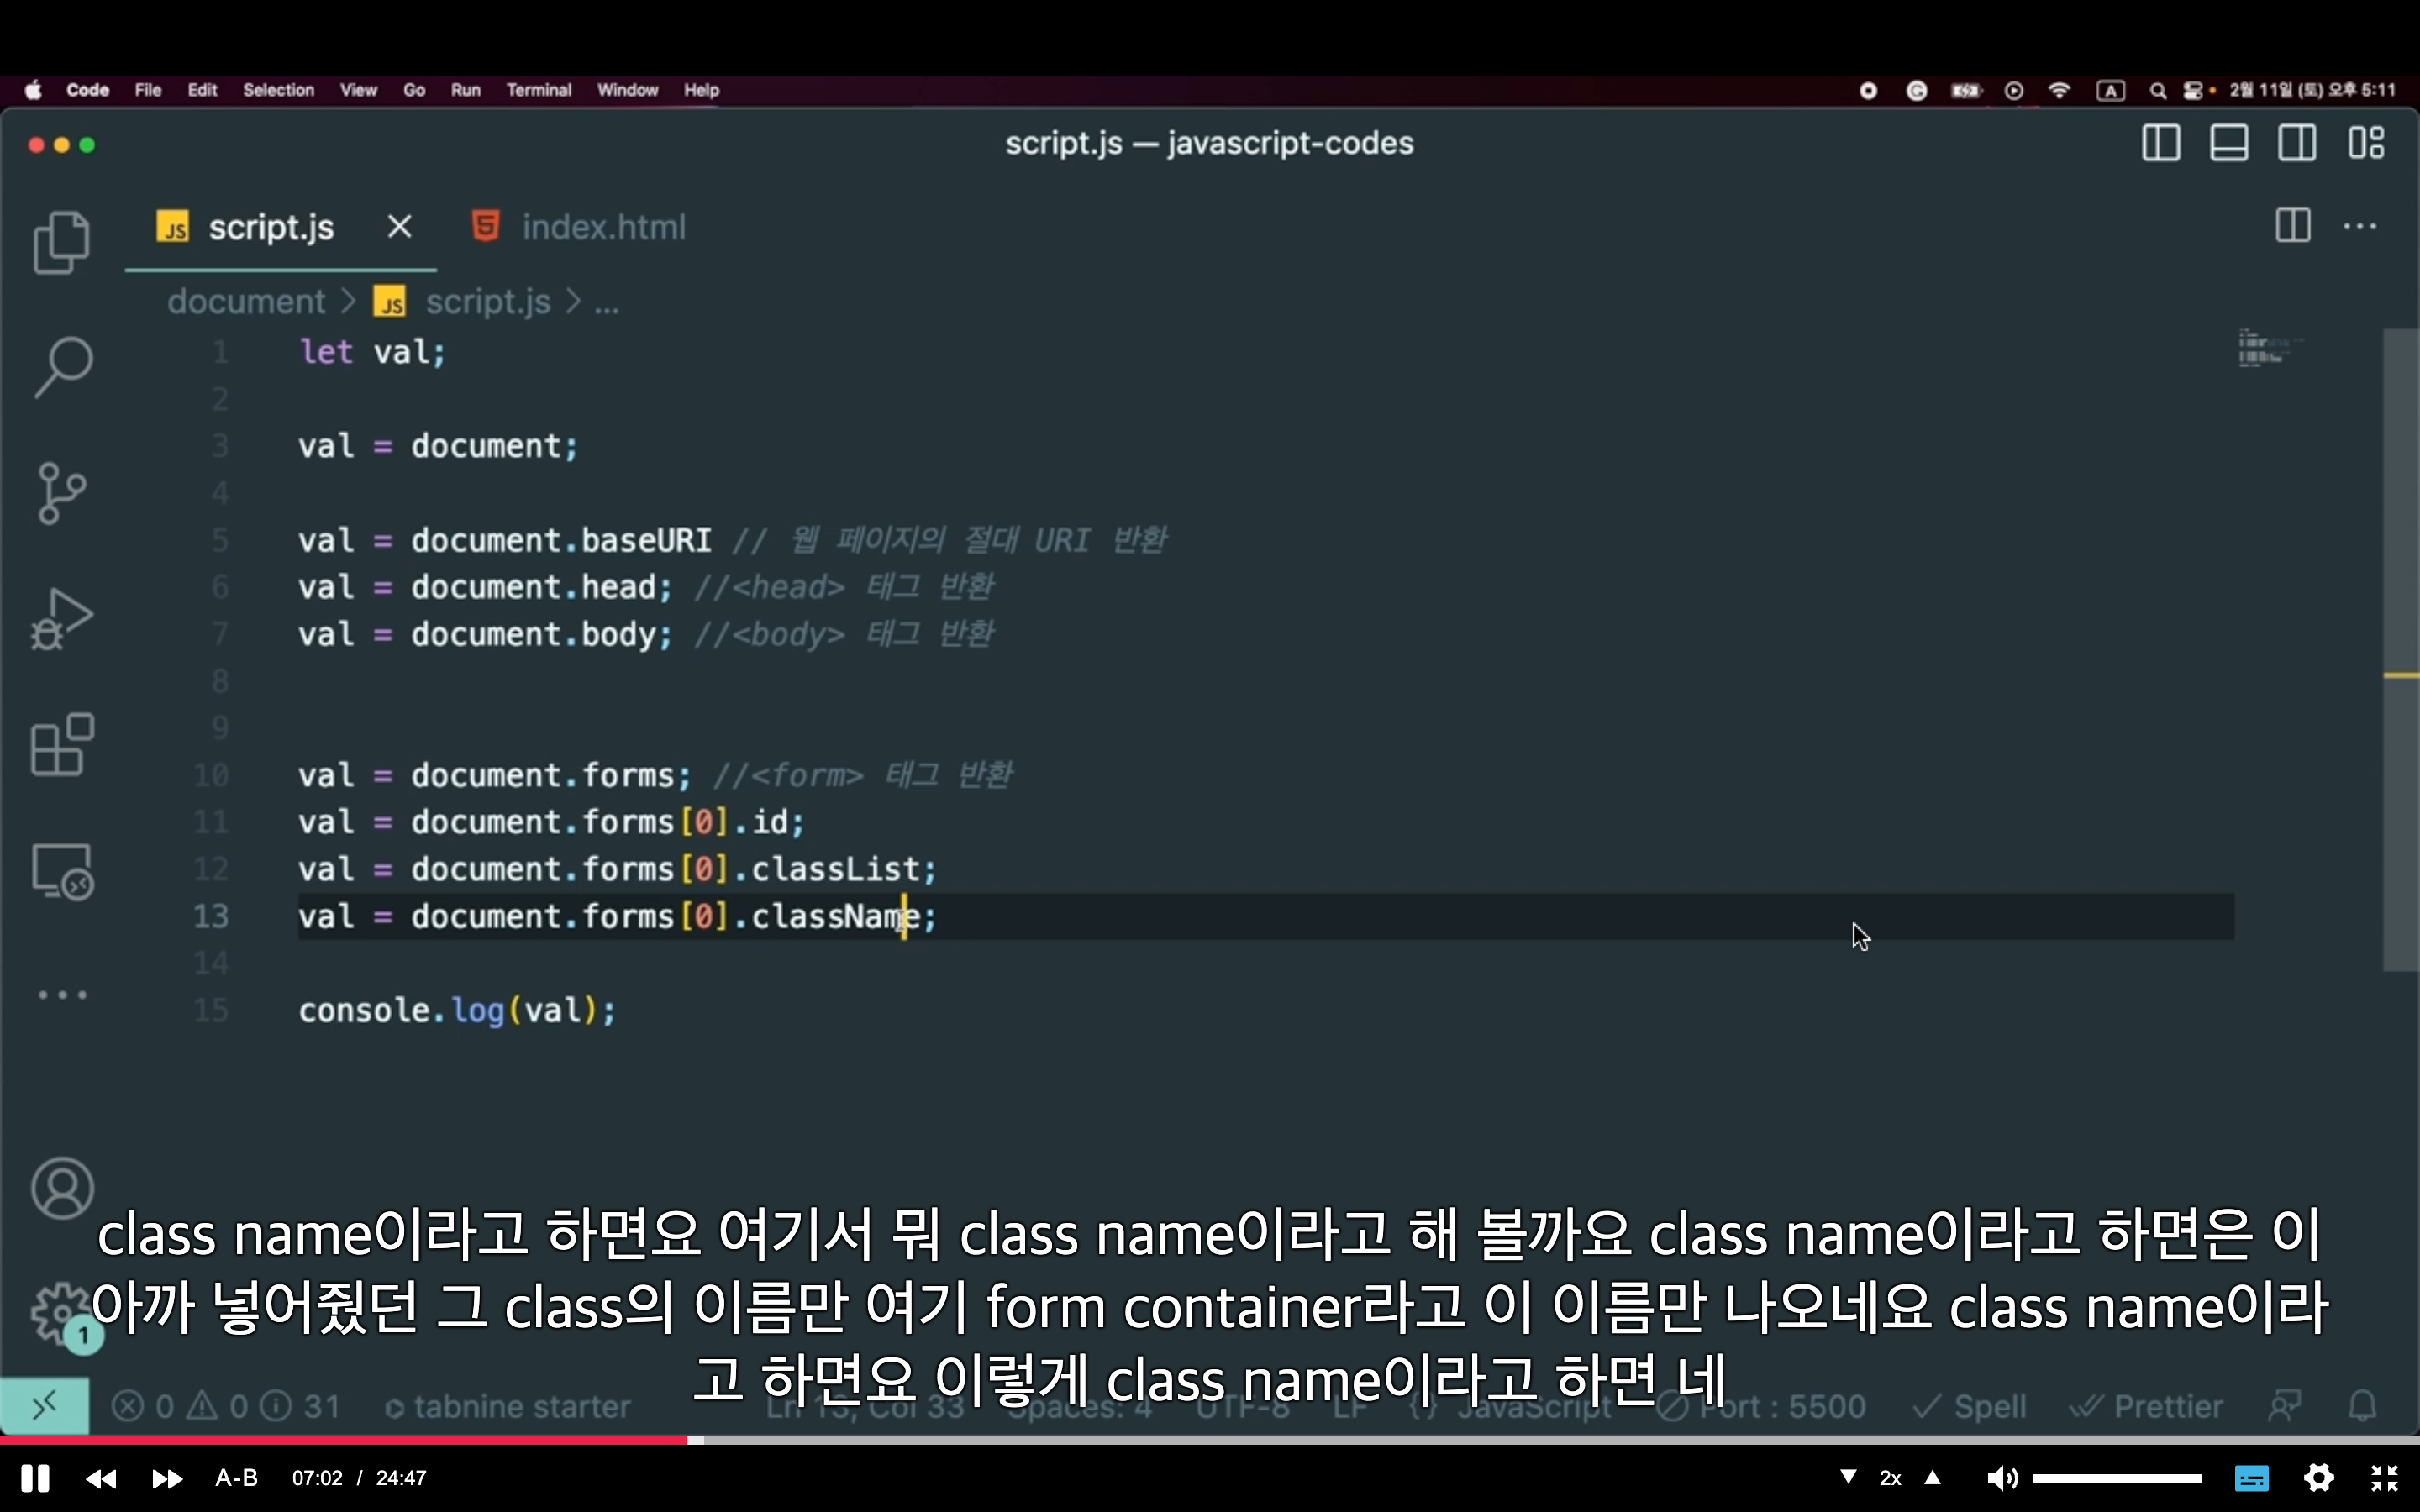 Code File Edit Selection View Go Run Terminal Window Help A 2월 11일 (토) 오후 5:11
script.js — javascript-codes
JS script.js index.html
document > JS script.js > ...
1 let val;
2
3 val = document;
4
5 val = document.baseURI // 웹 페이지의 절대 URI 반환
6 val = document.head; //<head> 태그 반환
7 val = document.body; //<body> 태그 반환
8
9
10 val = document.forms; //<form> 태그 반환
11 val = document.forms[0].id;
12 val = document.forms[0].classList;
13 val = document.forms[0].className;
14
15 console.log(val);
class name이라고 하면요 여기서 뭐 class name이라고 해 볼까요 class name이라고 하면은 이
아까 넣어줬던 그 class의 이름만 여기 form container라고 이 이름만 나오네요 class name이라
1
고 하면요 이렇게 class name이라고 하면 네
0 0 31 tabnine starter Ln 13, Col 33 Spaces: 4 UTF-8 LF {} JavaScript Port : 5500 Spell Prettier
A-B 07:02 / 24:47 2x